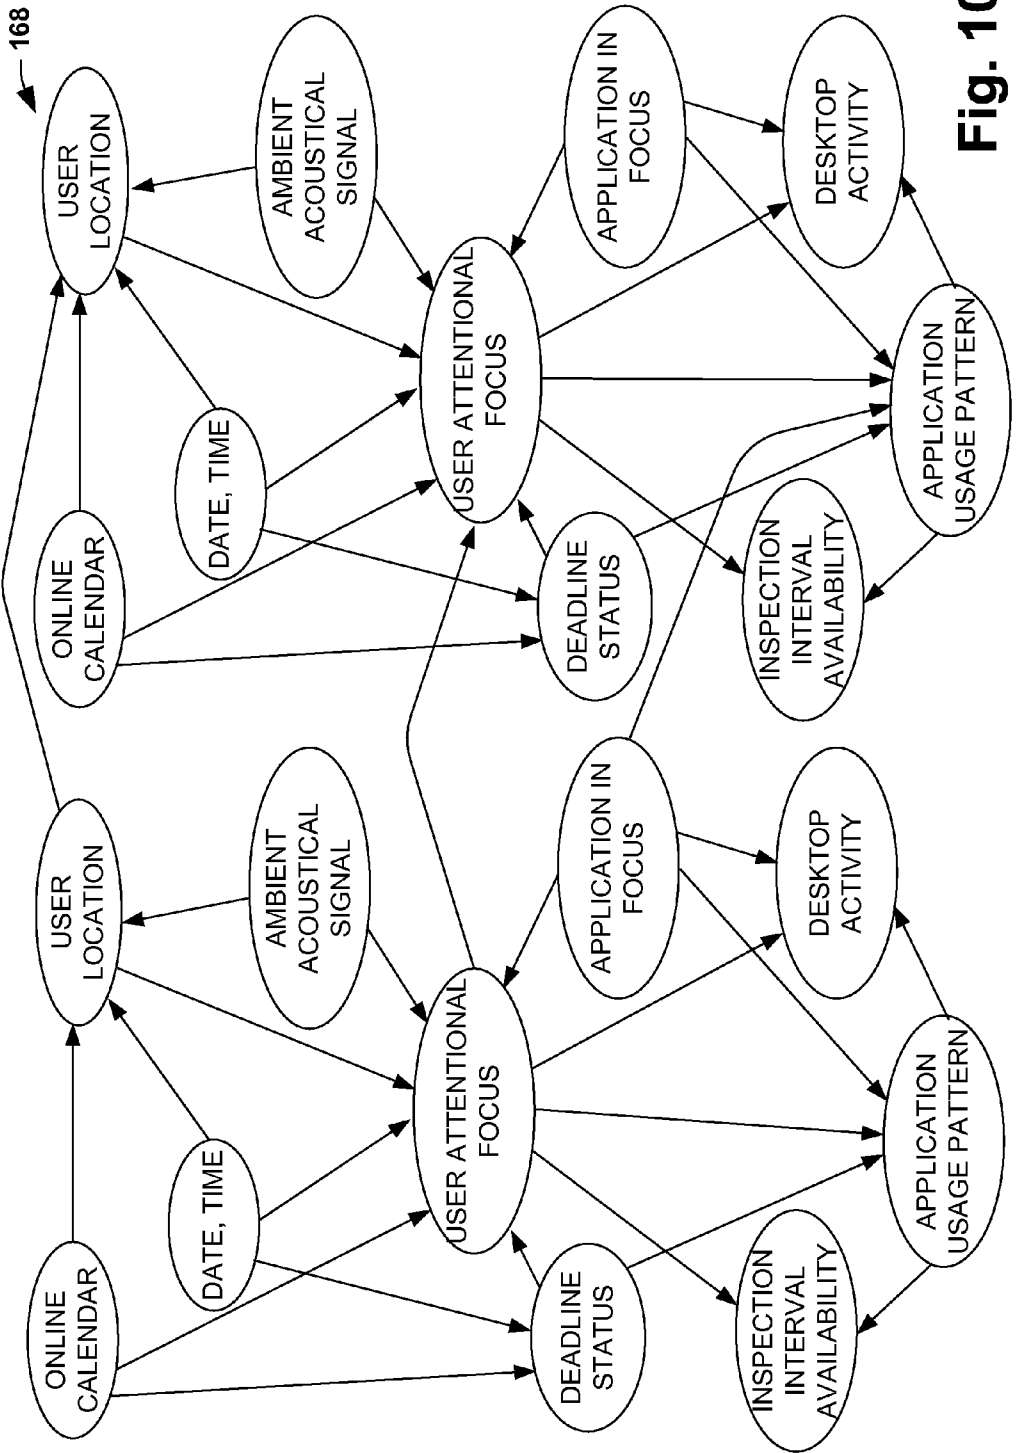 168
ONLINE
CALENDAR
USER
LOCATION
DATE, TIME
AMBIENT
ACOUSTICAL
SIGNAL
USER ATTENTIONAL
FOCUS
DEADLINE
STATUS
APPLICATION IN
FOCUS
INSPECTION
INTERVAL
AVAILABILITY
DESKTOP
ACTIVITY
APPLICATION
USAGE PATTERN
ONLINE
CALENDAR
USER
LOCATION
DATE, TIME
AMBIENT
ACOUSTICAL
SIGNAL
USER ATTENTIONAL
FOCUS
DEADLINE
STATUS
APPLICATION IN
FOCUS
INSPECTION
INTERVAL
AVAILABILITY
DESKTOP
ACTIVITY
APPLICATION
USAGE PATTERN
Fig. 10